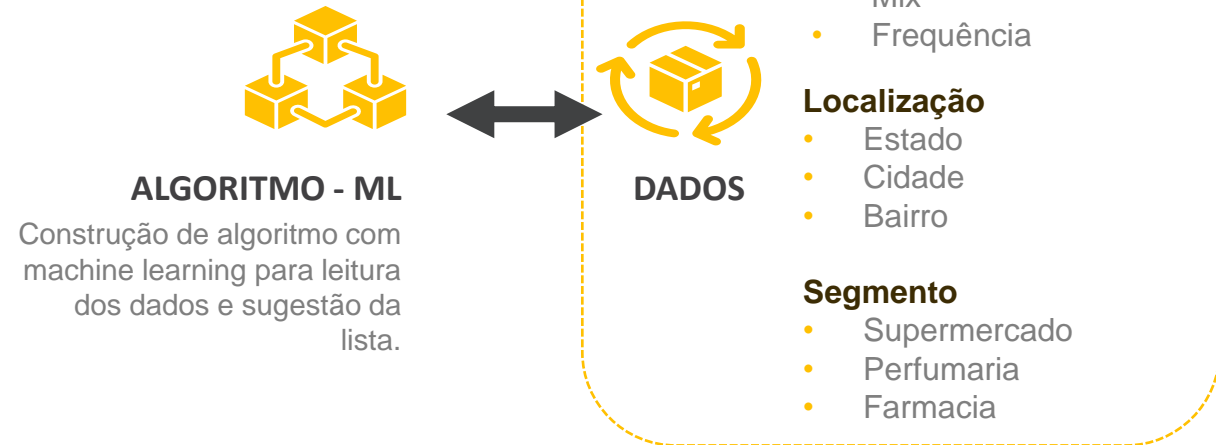 ALGORITMO - ML
Construção de algoritmo com
machine learning para leitura
dos dados e sugestão da
lista.
DADOS
Mix
• Frequência
Localização
• Estado
• Cidade
• Bairro
Segmento
• Supermercado
• Perfumaria
• Farmacia